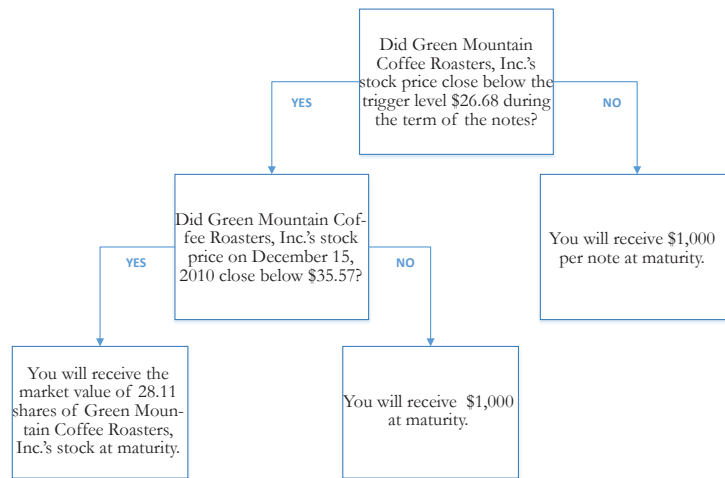 Did Green Mountain
Coffee Roasters, Inc.'s
stock price close below the
trigger level $26.68 during
the term of the notes?
YES
NO
Did Green Mountain Cof-
fee Roasters, Inc.'s stock
price on December 15,
2010 close below $35.57?
You will receive $1,000
per note at maturity.
YES
NO
You will receive the
market value of 28.11
shares of Green Moun-
tain Coffee Roasters,
Inc.'s stock at maturity.
You will receive $1,000
at maturity.